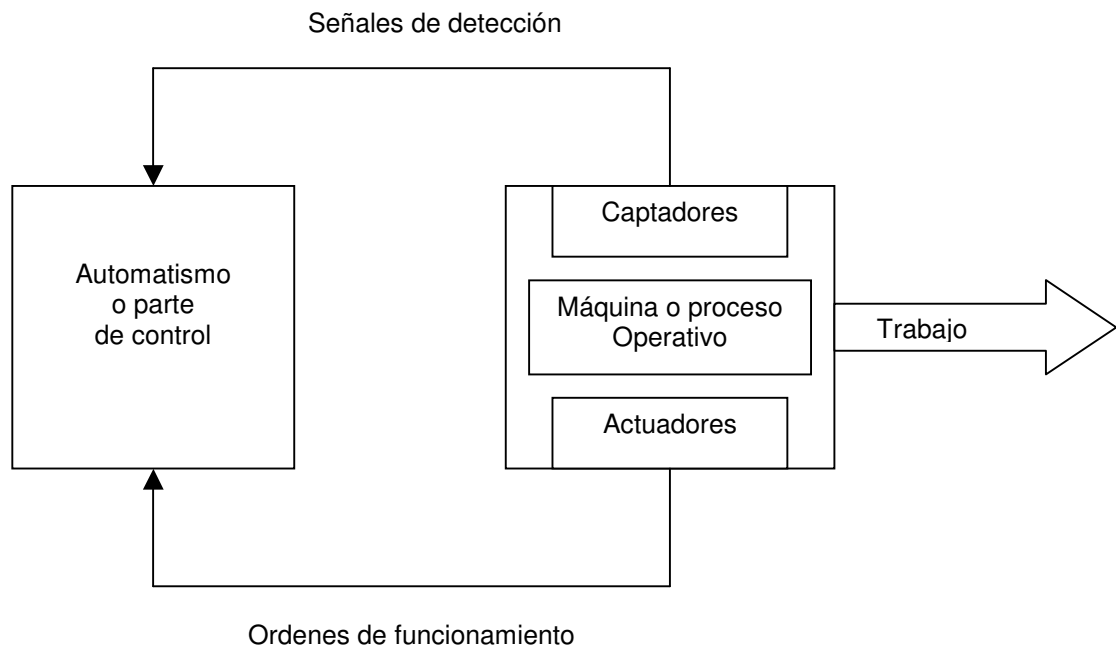 Señales de detección
Captadores
Automatismo
o parte
de control
Máquina o proceso
Operativo
Trabajo
Actuadores
Ordenes de funcionamiento